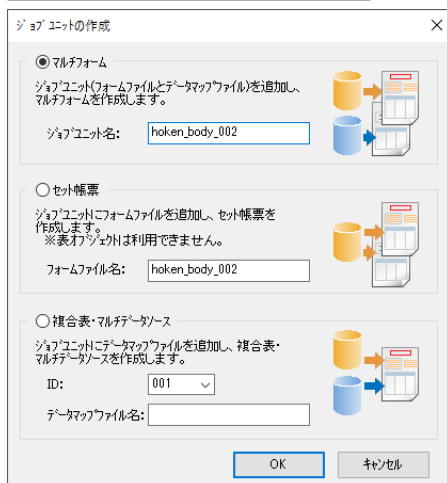 ジョブユニットの作成
マルチフォーム
ジョブユニット(フォームファイルとデータマップファイル)を追加し、
マルチフォームを作成します。
ジョブユニット名:
hoken_body_002
セット帳票
ジョブユニットにフォームファイルを追加し、セット帳票を
作成します。
※表オブジェクトは利用できません。
フォームファイル名:
hoken_body_002
複合表・マルチデータソース
ジョブユニットにデータマップファイルを追加し、複合表・
マルチデータソースを作成します。
ID:
001
データマップファイル名:
OK
キャンセル